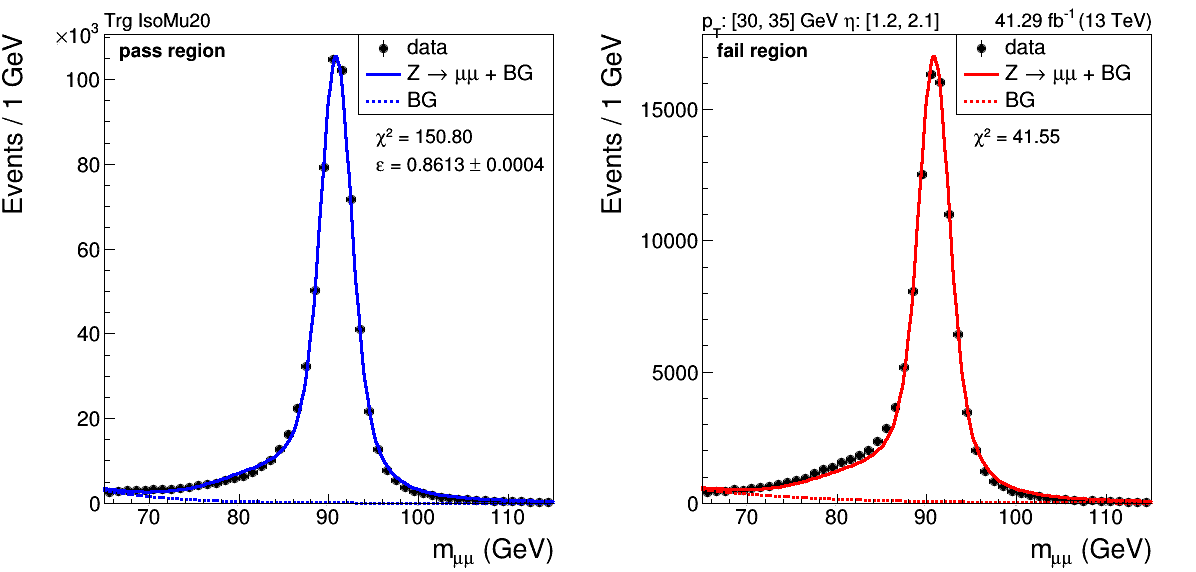 Trg IsoMu20
×10³
pass region
data
Z → μμ + BG
BG
χ² = 150.80
ε = 0.8613 ± 0.0004
Events / 1 GeV
100
80
60
40
20
0
70 80 90 100 110
m_μμ (GeV)
p_T: [30, 35] GeV η: [1.2, 2.1] 41.29 fb⁻¹ (13 TeV)
fail region
data
Z → μμ + BG
BG
χ² = 41.55
Events / 1 GeV
15000
10000
5000
0
70 80 90 100 110
m_μμ (GeV)